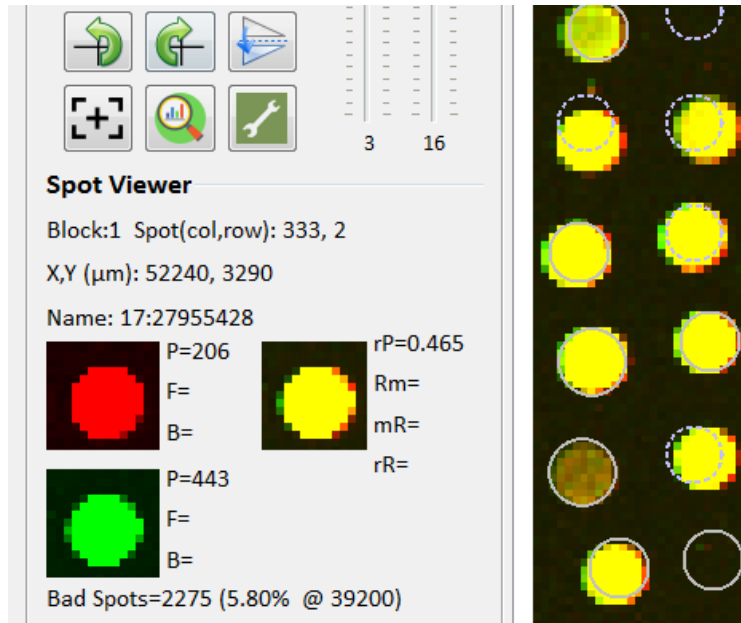 3 16
Spot Viewer
Block:1 Spot(col,row): 333, 2
X,Y (µm): 52240, 3290
Name: 17:27955428
P=206
F=
B=
rP=0.465
Rm=
mR=
rR=
P=443
F=
B=
Bad Spots=2275 (5.80% @ 39200)